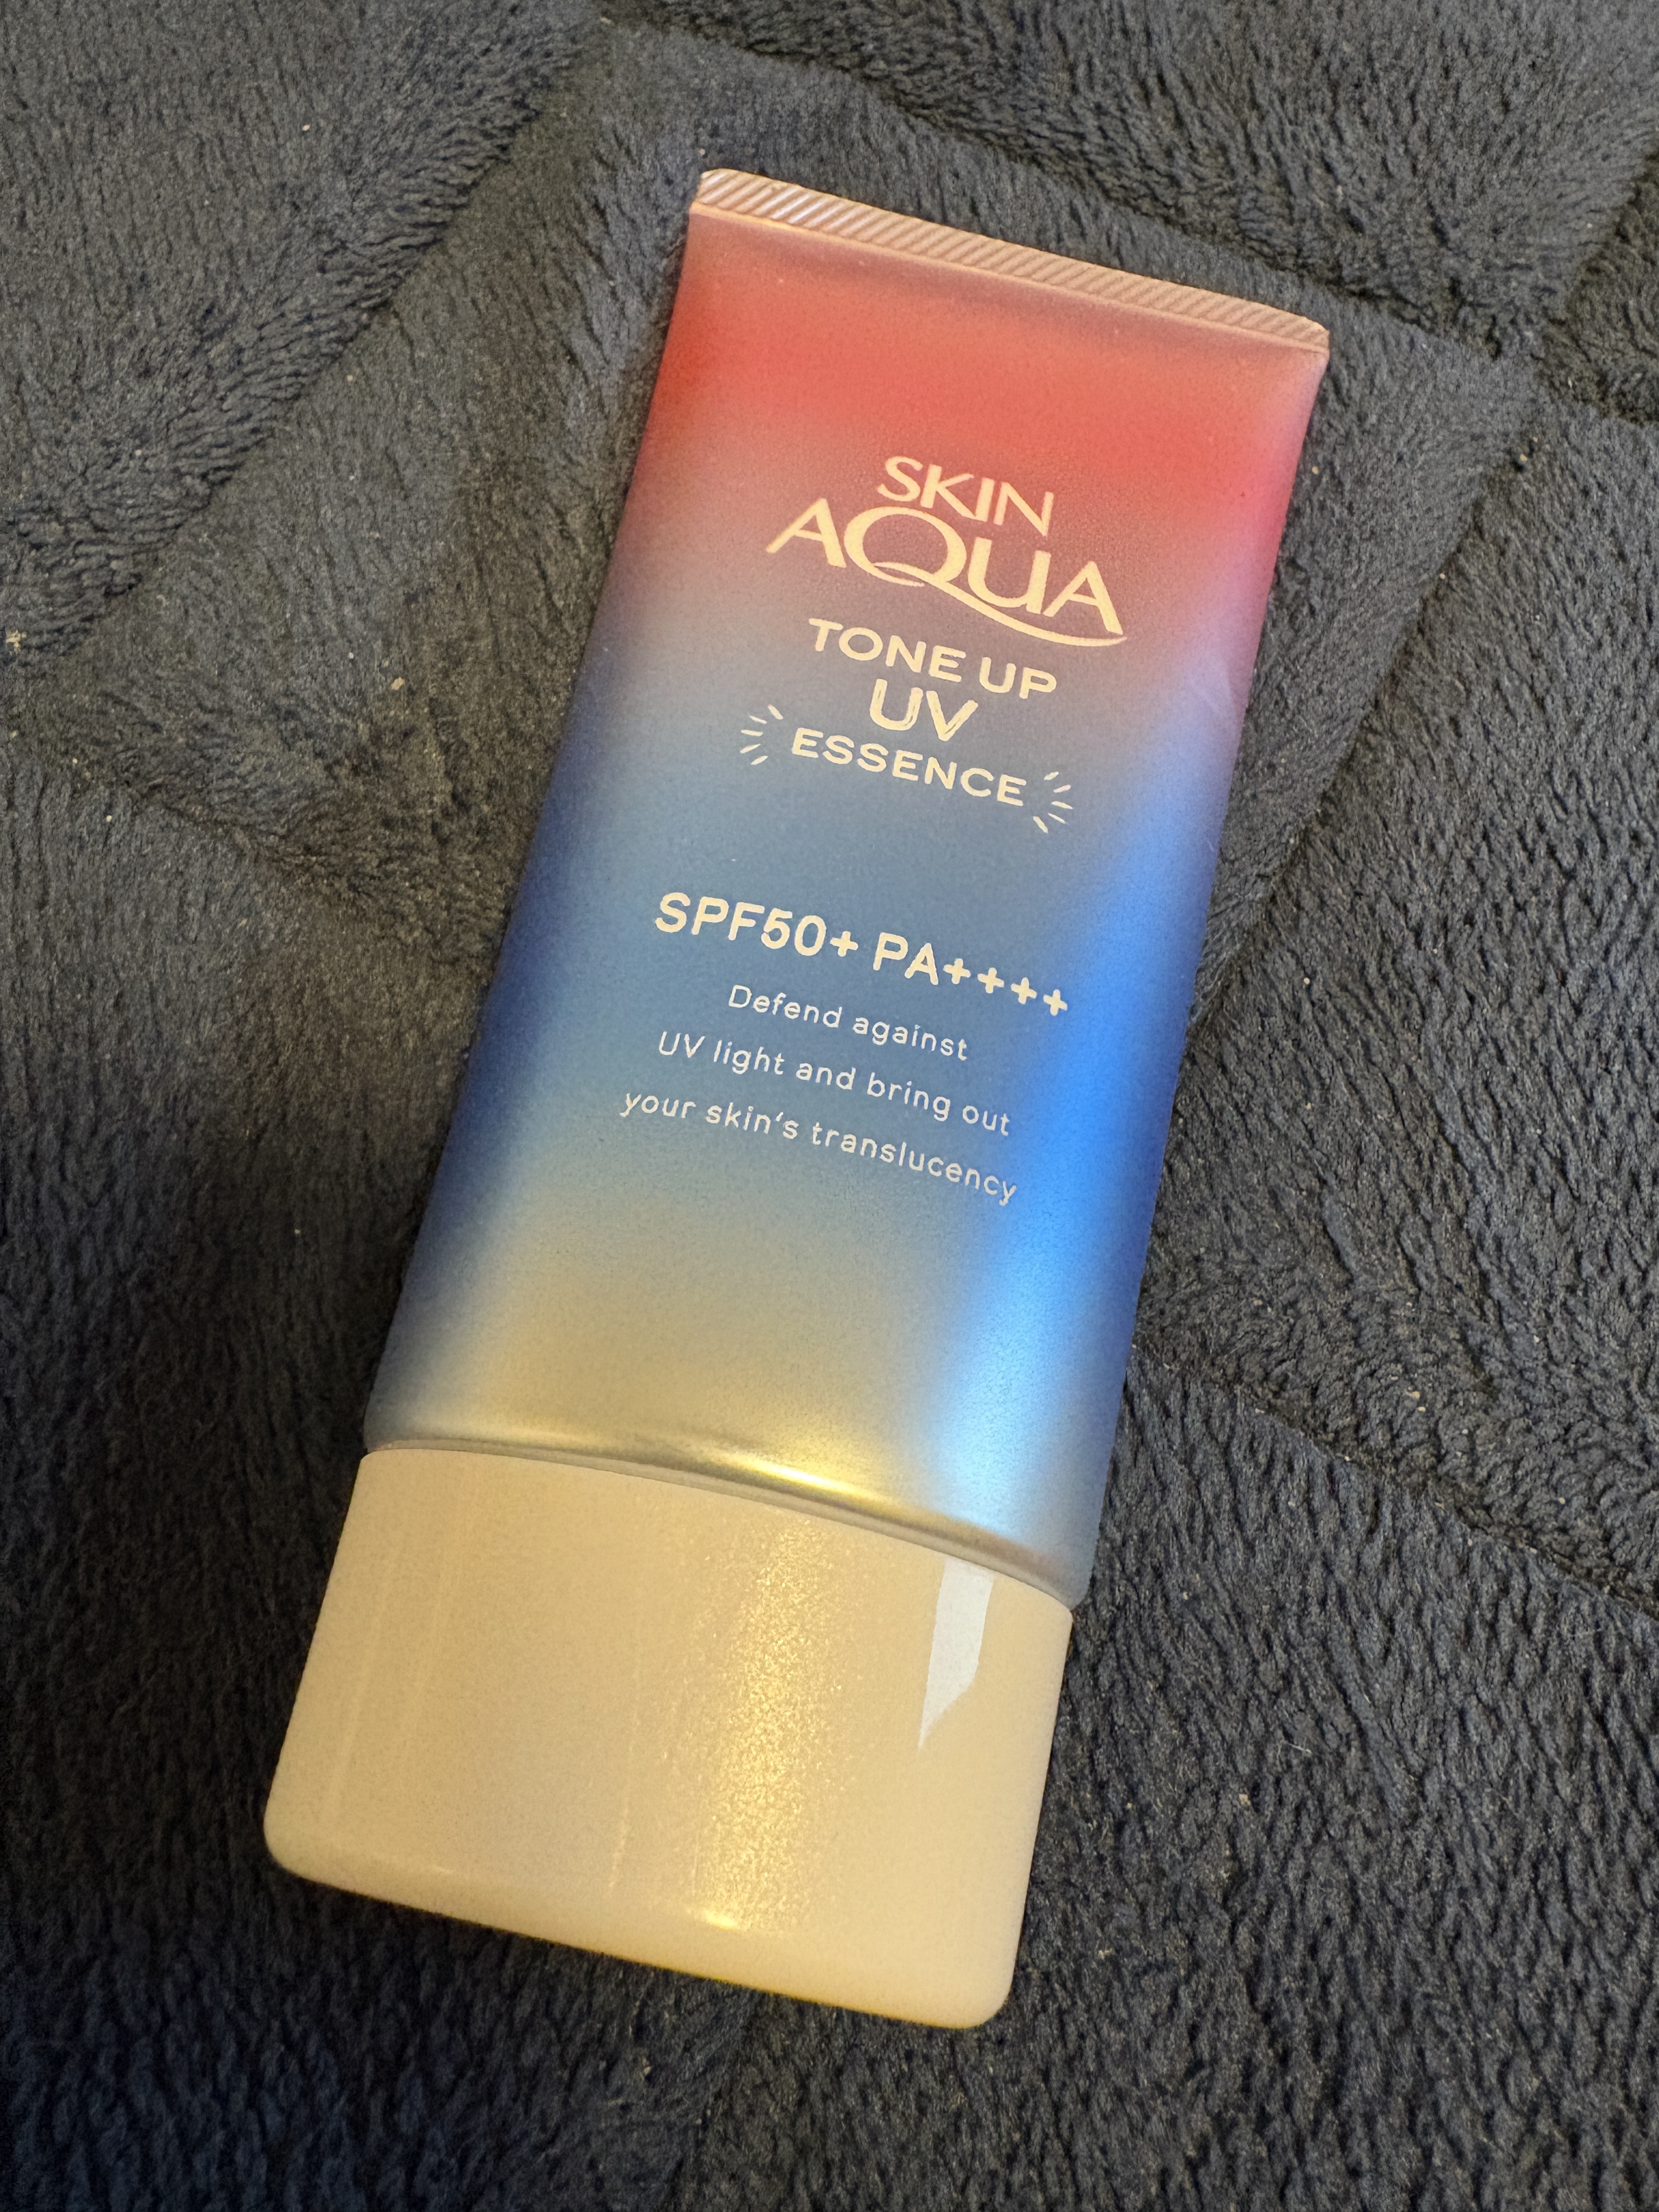 SKIN
AQUA
TONE UP
UV
ESSENCE
SPF50+ PA++++
Defend against
UV light and bring out
your skin's translucency